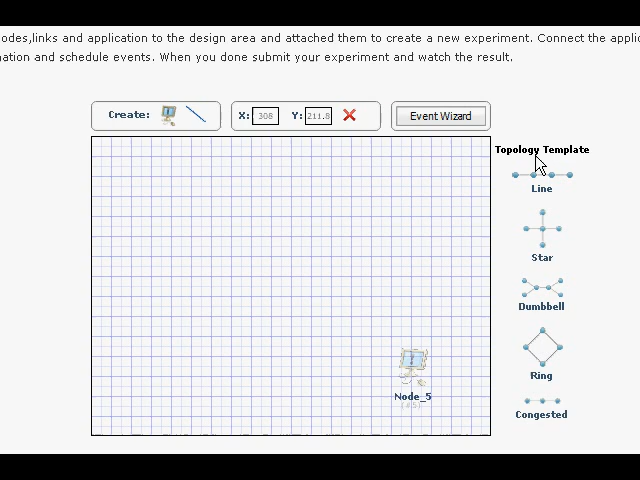 odes,links and application to the design area and attached them to create a new experiment. Connect the applic
ation and schedule events. When you done submit your experiment and watch the result.
Create: X: 308 Y: 211.8 Event Wizard
Topology Template
Line
Star
Dumbbell
Ring
Congested
Node_5
(#5)